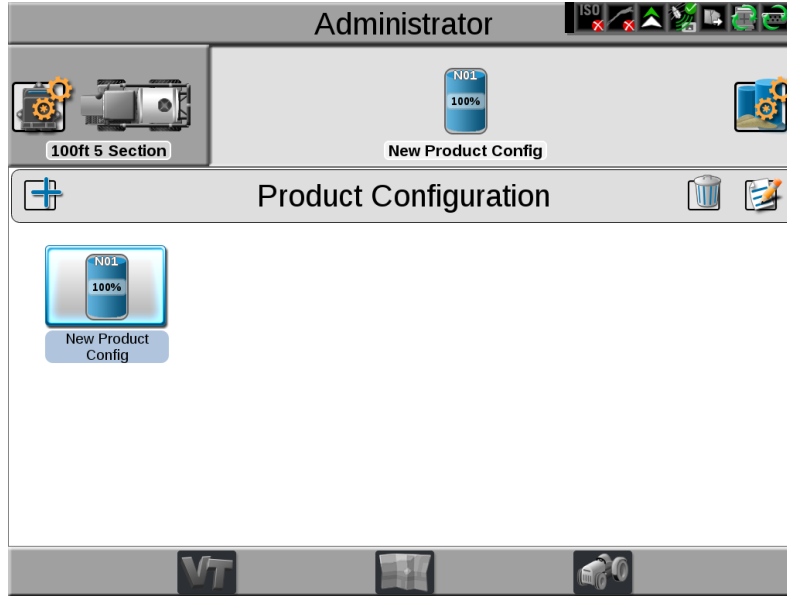 Administrator
ISO
N01
100%
100ft 5 Section
New Product Config
Product Configuration
N01
100%
New Product
Config
VT